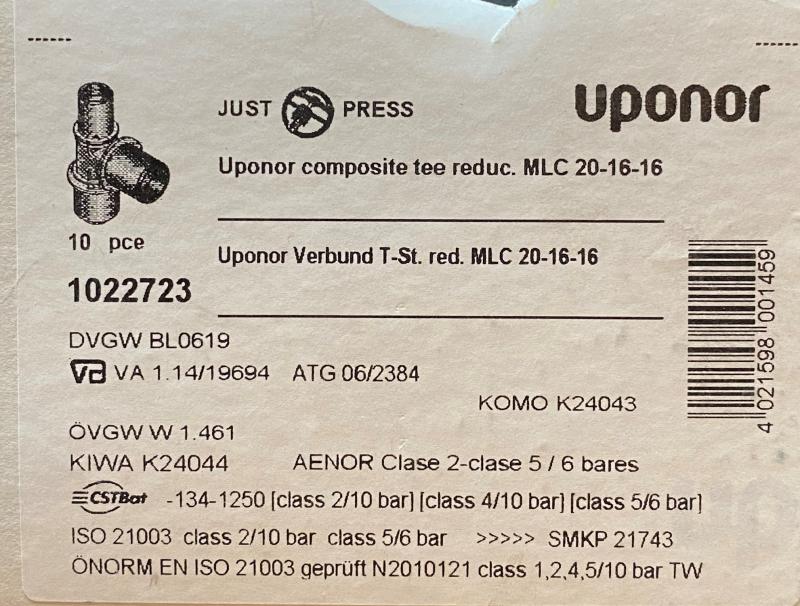 JUST PRESS
uponor
Uponor composite tee reduc. MLC 20-16-16
10 pce
Uponor Verbund T-St. red. MLC 20-16-16
1022723
4 021598 001459
DVGW BL0619
VA 1.14/19694 ATG 06/2384
KOMO K24043
ÖVGW W 1.461
KIWA K24044 AENOR Clase 2-clase 5 / 6 bares
CSTBat -134-1250 [class 2/10 bar] [class 4/10 bar] [class 5/6 bar]
ISO 21003 class 2/10 bar class 5/6 bar >>>>> SMKP 21743
ÖNORM EN ISO 21003 geprüft N2010121 class 1,2,4,5/10 bar TW